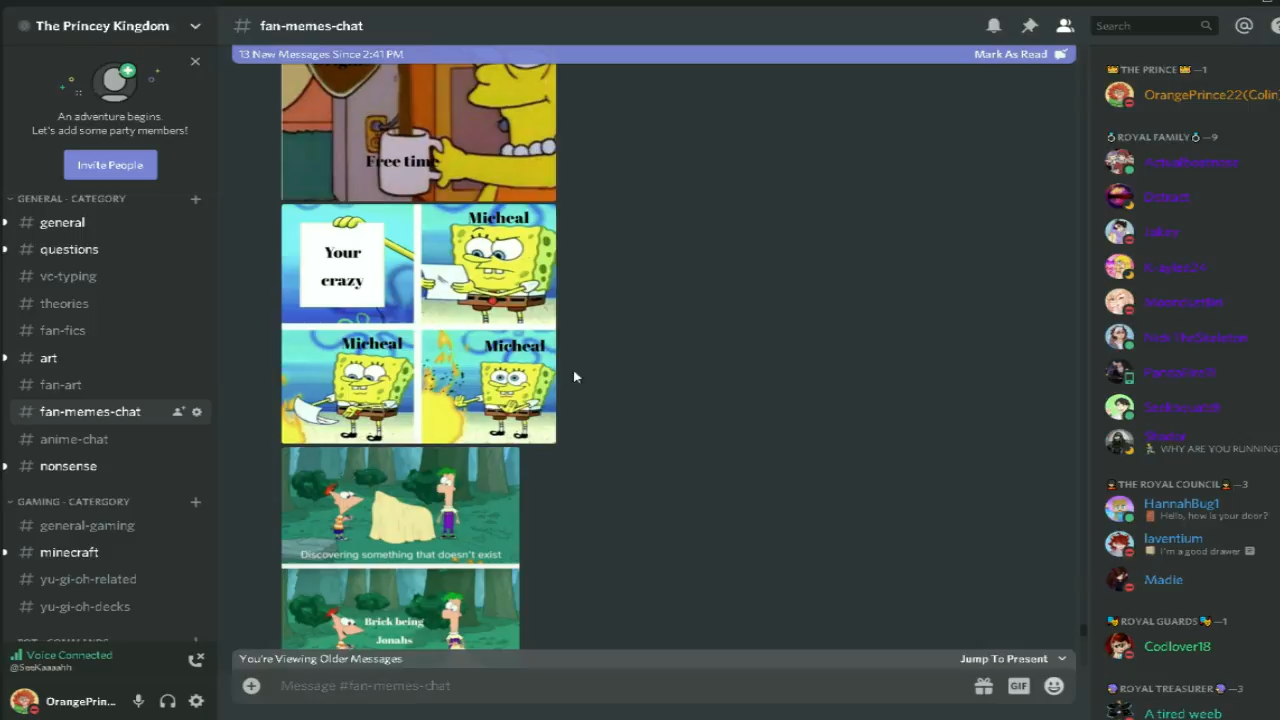 The Princey Kingdom
fan-memes-chat
Search
13 New Messages Since 2:41 PM
Mark As Read
An adventure begins.
Let's add some party members!
Invite People
GENERAL - CATEGORY
general
questions
vc-typing
theories
fan-fics
art
fan-art
fan-memes-chat
anime-chat
nonsense
GAMING - CATERGORY
general-gaming
minecraft
yu-gi-oh-related
yu-gi-oh-decks
Voice Connected
OrangePrin...
Free time
Your
crazy
Micheal
Micheal
Micheal
Discovering something that doesn't exist
Brick being
Jonahs
You're Viewing Older Messages
Jump To Present
Message #fan-memes-chat
GIF
THE PRINCE —1
OrangePrince22(Colin)
ROYAL FAMILY —9
WHY ARE YOU RUNNING?
THE ROYAL COUNCIL —3
HannahBug1
Hello, how is your door?
laventium
I'm a good drawer
Madie
ROYAL GUARDS —1
Codlover18
ROYAL TREASURER —3
A tired weeb